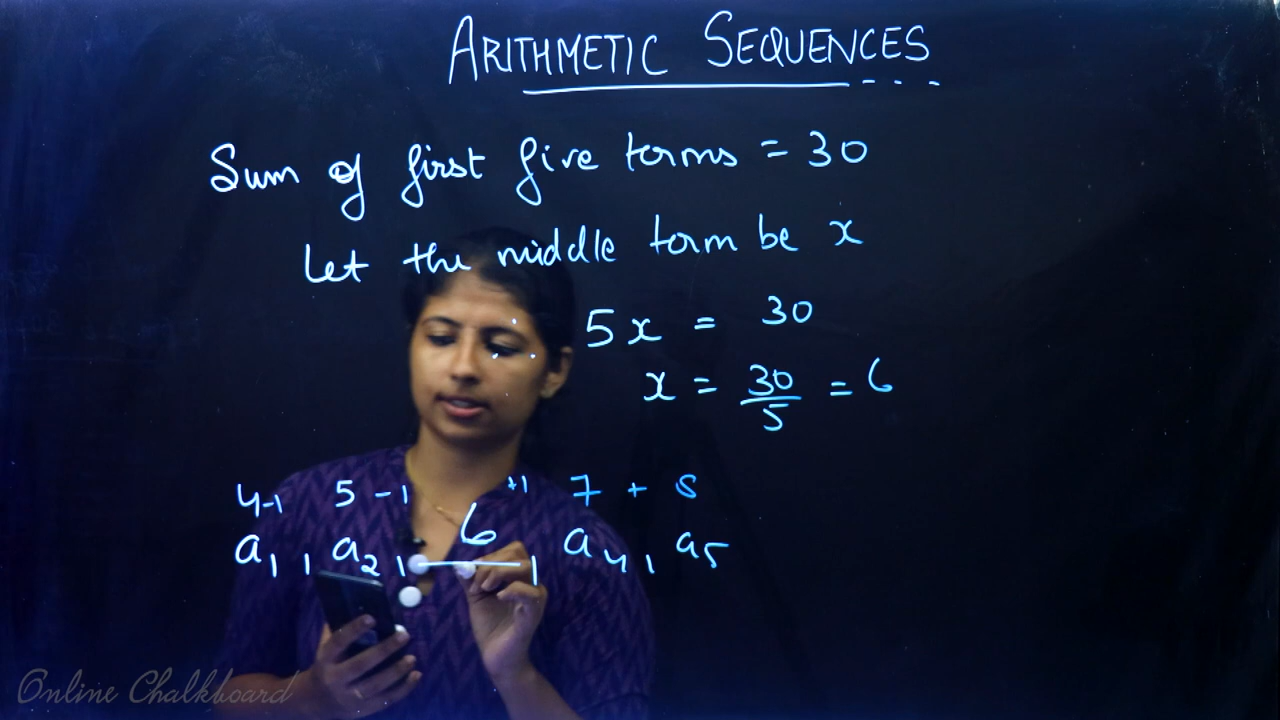 ARITHMETIC SEQUENCES
Sum of first five terms = 30
Let the middle term be x
5x = 30
x = 30/5 = 6
4-1 5 -1 +1 7 + 8
a1, a2, 6, a4, a5
Online Chalkboard